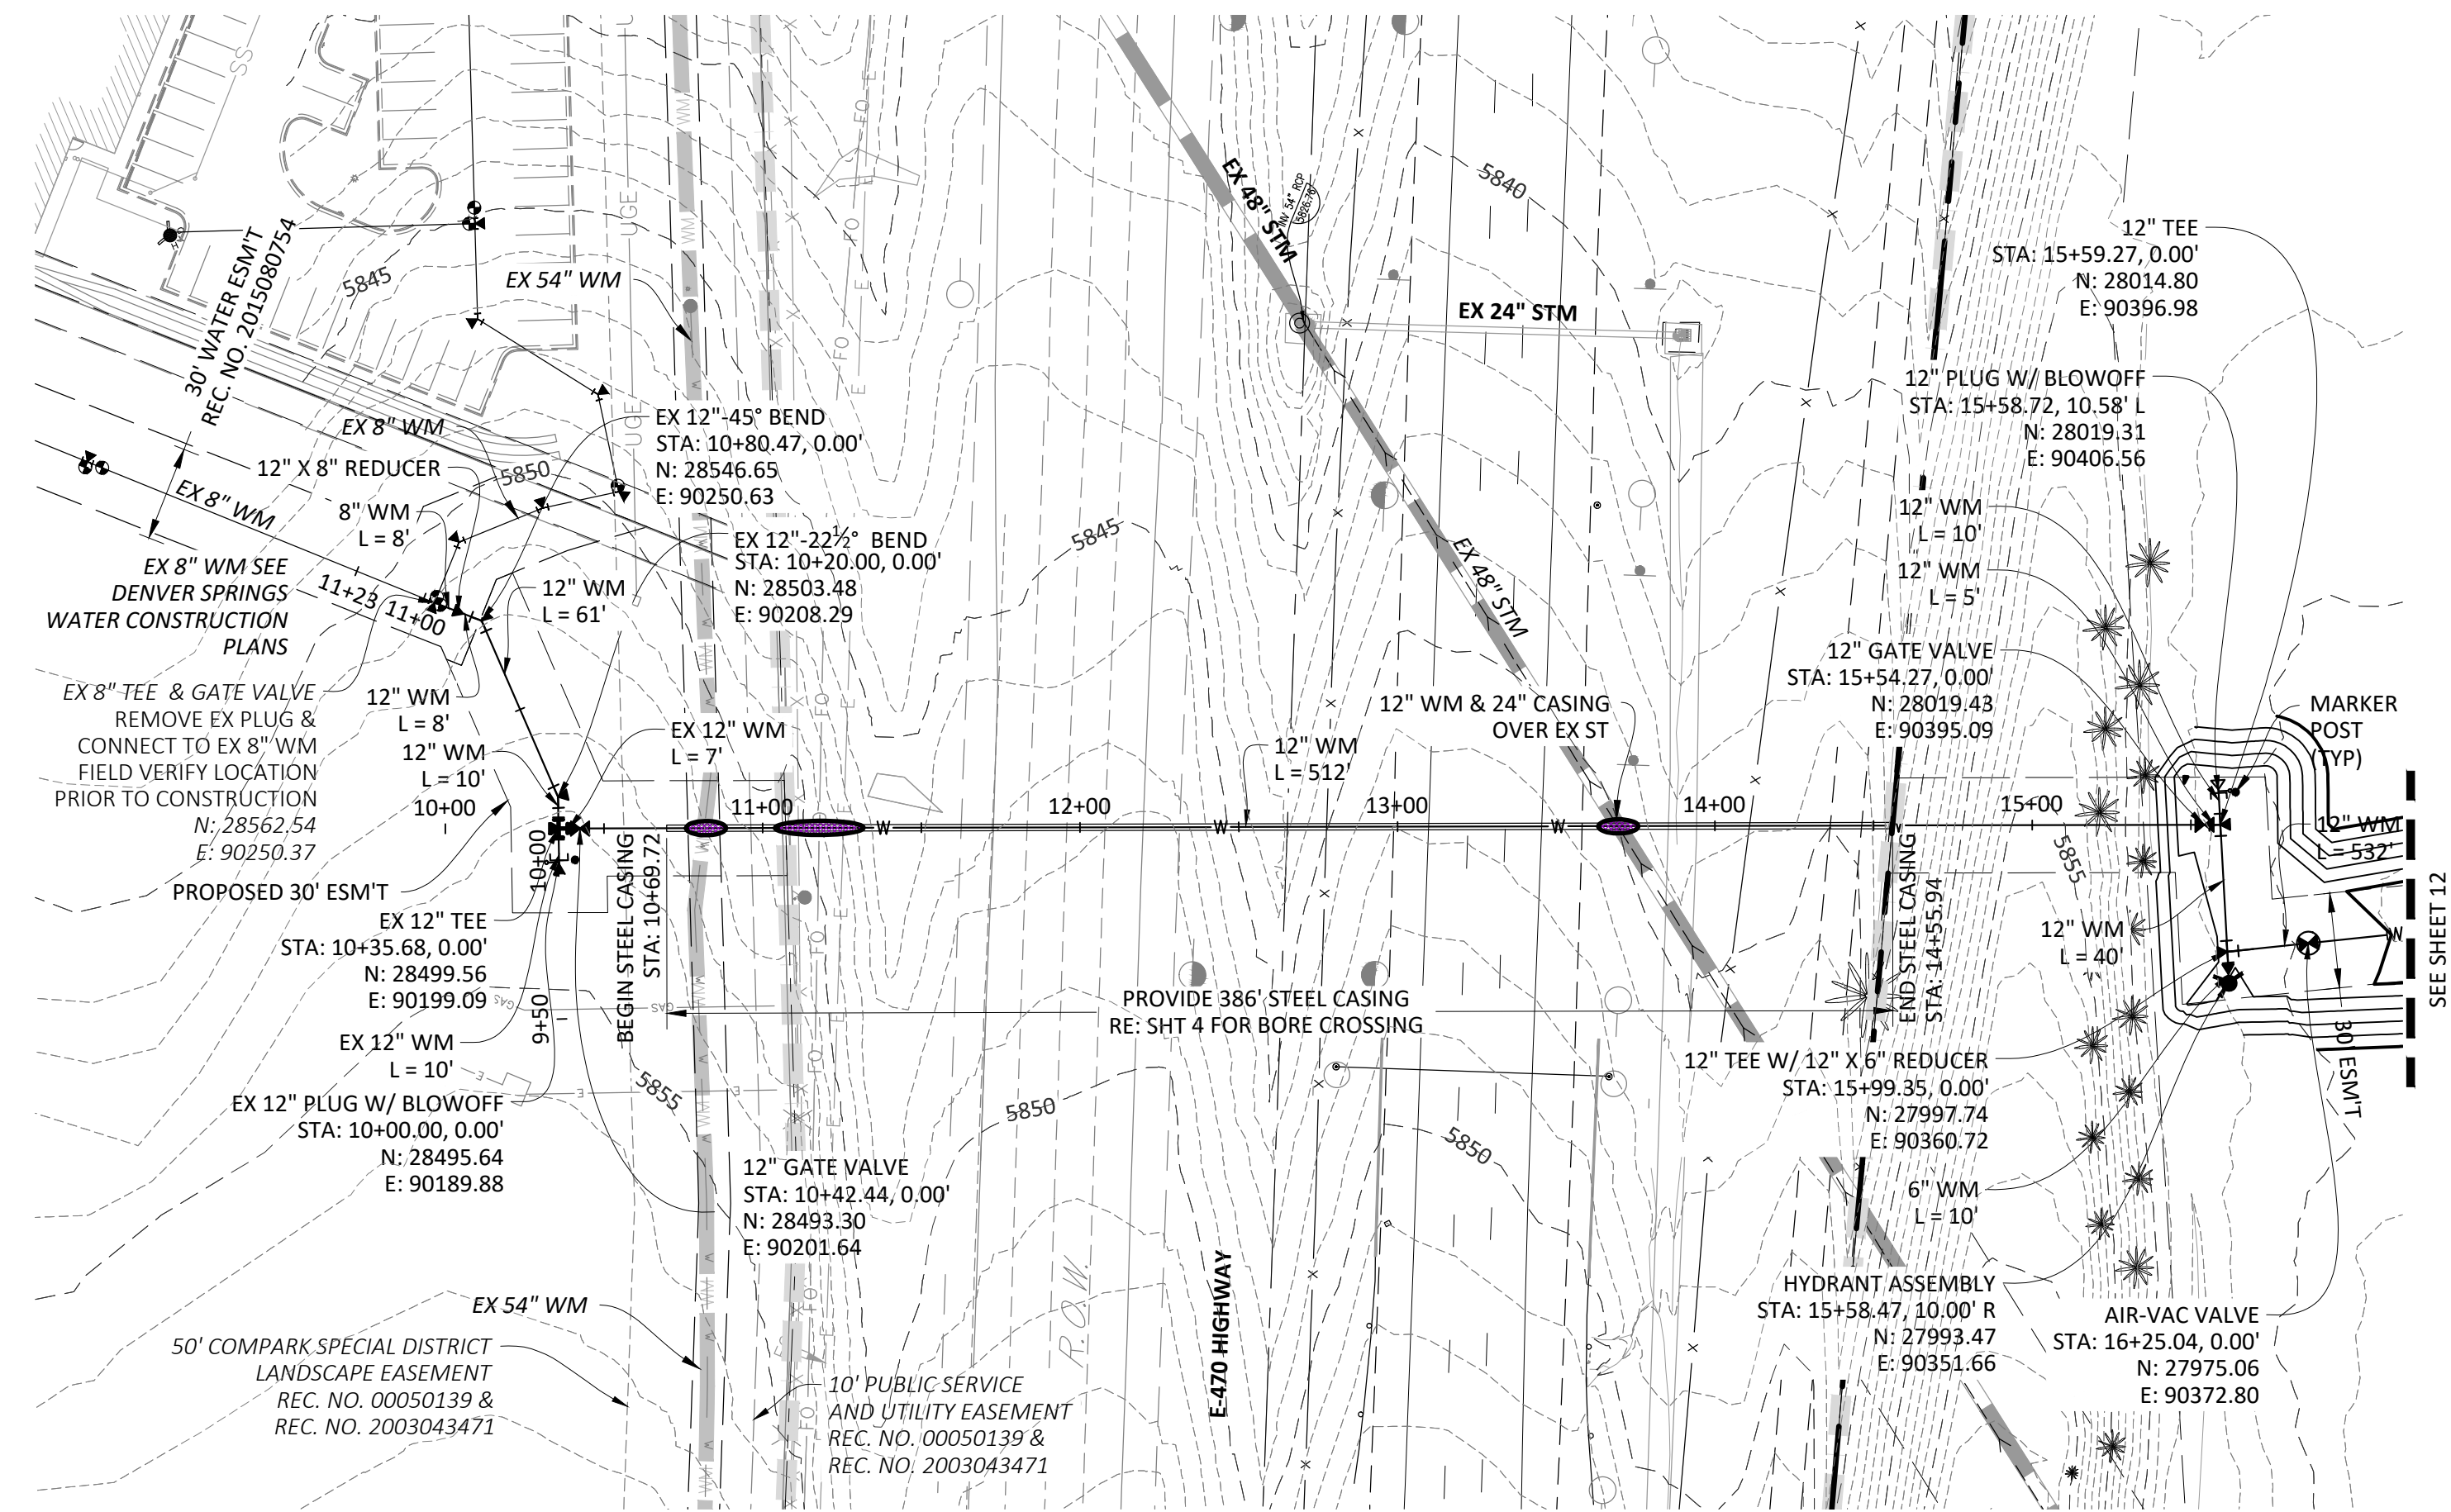 SS
30' WATER ESM'T
REC. NO. 2015080754
5845
EX 54" WM
UGE
UGE
UGE
FO
E
FO
E
FO
E
EX 48" STM
INV 54" RCP
5826.76
5840
EX 24" STM
12" TEE
STA: 15+59.27, 0.00'
N: 28014.80
E: 90396.98
12" PLUG W/ BLOWOFF
STA: 15+58.72, 10.58' L
N: 28019.31
E: 90406.56
EX 12"-45° BEND
STA: 10+80.47, 0.00'
N: 28546.65
E: 90250.63
EX 8" WM
12" X 8" REDUCER
5850
EX 8" WM
8" WM
L = 8'
EX 12"-22½° BEND
STA: 10+20.00, 0.00'
N: 28503.48
E: 90208.29
5845
EX 48" STM
12" WM
L = 10'
12" WM
L = 5'
EX 8" WM SEE
DENVER SPRINGS
WATER CONSTRUCTION
PLANS
11+23
11+00
12" WM
L = 61'
12" GATE VALVE
STA: 15+54.27, 0.00'
N: 28019.43
E: 90395.09
EX 8" TEE & GATE VALVE
REMOVE EX PLUG &
CONNECT TO EX 8" WM
FIELD VERIFY LOCATION
PRIOR TO CONSTRUCTION
N: 28562.54
E: 90250.37
12" WM
L = 8'
12" WM
L = 10'
EX 12" WM
L = 7'
12" WM
L = 512'
12" WM & 24" CASING
OVER EX ST
MARKER
POST
(TYP)
10+00
11+00
12+00
13+00
14+00
15+00
W
W
W
W
12" WM
L = 532'
PROPOSED 30' ESM'T
10+00
BEGIN STEEL CASING
STA: 10+69.72
END STEEL CASING
STA: 14+55.94
5855
EX 12" TEE
STA: 10+35.68, 0.00'
N: 28499.56
E: 90199.09
12" WM
L = 40'
W
SEE SHEET 12
GAS
GAS
9+50
PROVIDE 386' STEEL CASING
RE: SHT 4 FOR BORE CROSSING
30' ESM'T
EX 12" WM
L = 10'
12" TEE W/ 12" X 6" REDUCER
STA: 15+99.35, 0.00'
N: 27997.74
E: 90360.72
EX 12" PLUG W/ BLOWOFF
STA: 10+00.00, 0.00'
N: 28495.64
E: 90189.88
E
E
E
5855
5850
5850
12" GATE VALVE
STA: 10+42.44, 0.00'
N: 28493.30
E: 90201.64
6" WM
L = 10'
R.O.W.
E-470 HIGHWAY
HYDRANT ASSEMBLY
STA: 15+58.47, 10.00' R
N: 27993.47
E: 90351.66
AIR-VAC VALVE
STA: 16+25.04, 0.00'
N: 27975.06
E: 90372.80
EX 54" WM
50' COMPARK SPECIAL DISTRICT
LANDSCAPE EASEMENT
REC. NO. 00050139 &
REC. NO. 2003043471
10' PUBLIC SERVICE
AND UTILITY EASEMENT
REC. NO. 00050139 &
REC. NO. 2003043471